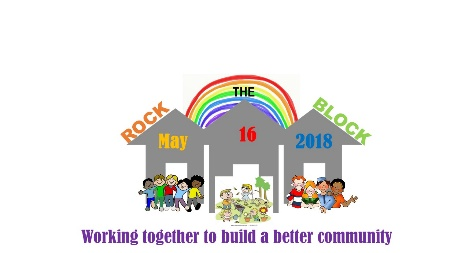 ROCK THE BLOCK
May 16 2018
Working together to build a better community